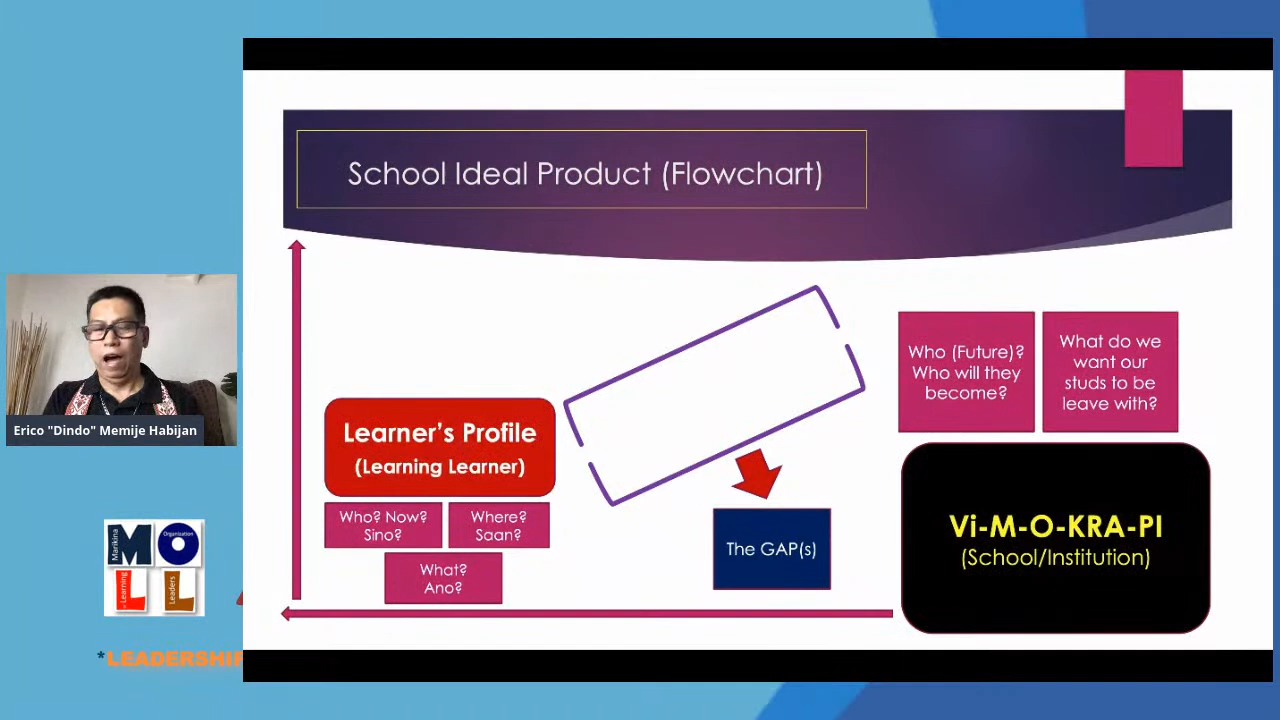 School Ideal Product (Flowchart)
Who (Future)?
Who will they
become?
What do we
want our
studs to be
leave with?
Learner's Profile
(Learning Learner)
Who? Now?
Sino?
Where?
Saan?
What?
Ano?
The GAP(s)
Vi-M-O-KRA-PI
(School/Institution)
Erico "Dindo" Memije Habijan
Marikina
Organization
of Learning
Leaders
M
O
L
L
*LEADERSHIP